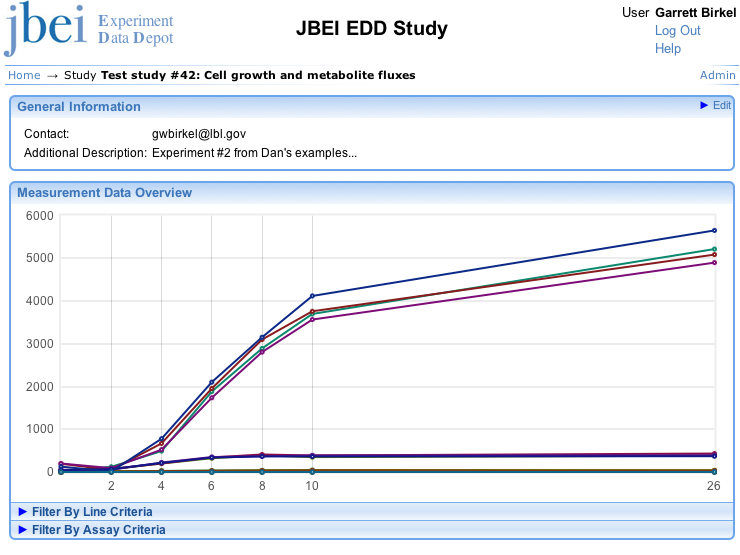 jbei Experiment Data Depot
JBEI EDD Study
User Garrett Birkel
Log Out
Help
Home → Study Test study #42: Cell growth and metabolite fluxes
Admin
General Information
► Edit
Contact: gwbirkel@lbl.gov
Additional Description: Experiment #2 from Dan's examples...
Measurement Data Overview
6000
5000
4000
3000
2000
1000
0
2 4 6 8 10 26
► Filter By Line Criteria
► Filter By Assay Criteria